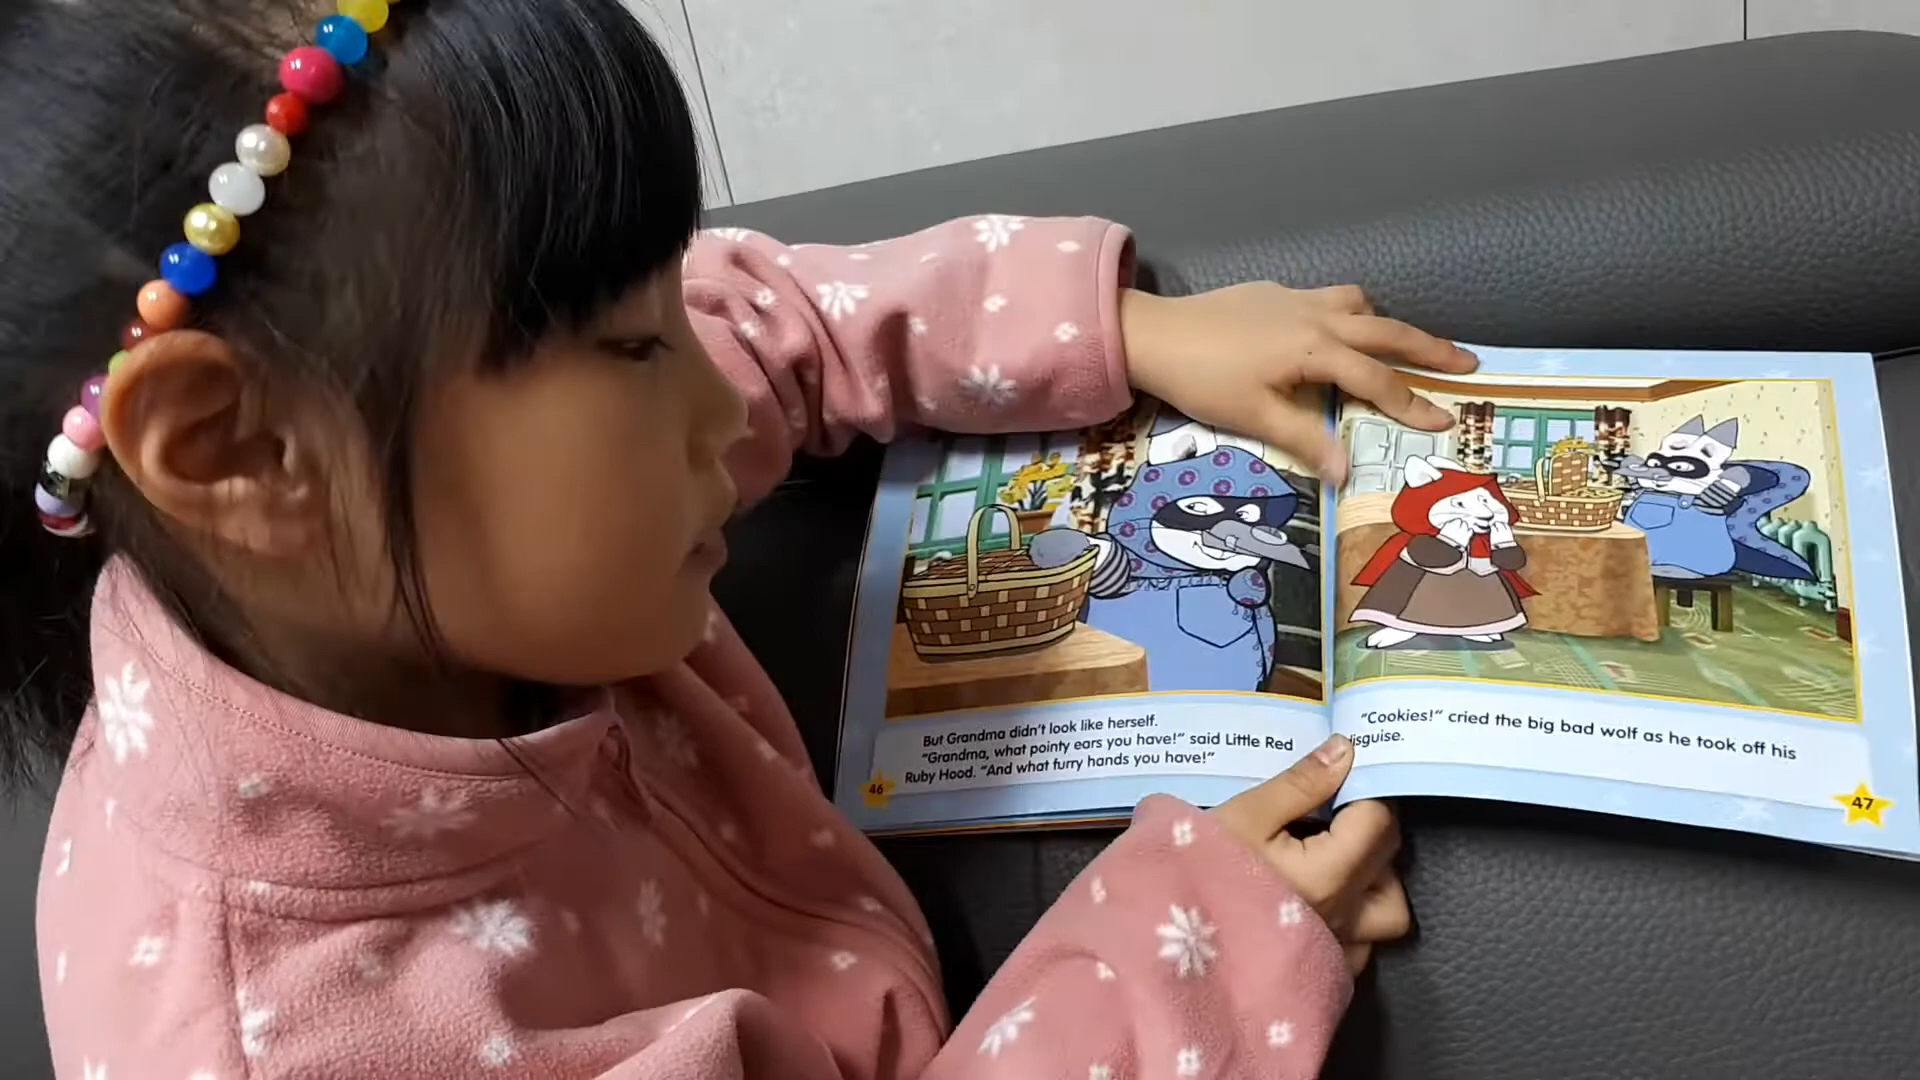 But Grandma didn't look like herself.
"Grandma, what pointy ears you have!" said Little Red
Ruby Hood. "And what furry hands you have!"
46
"Cookies!" cried the big bad wolf as he took off his
disguise.
47